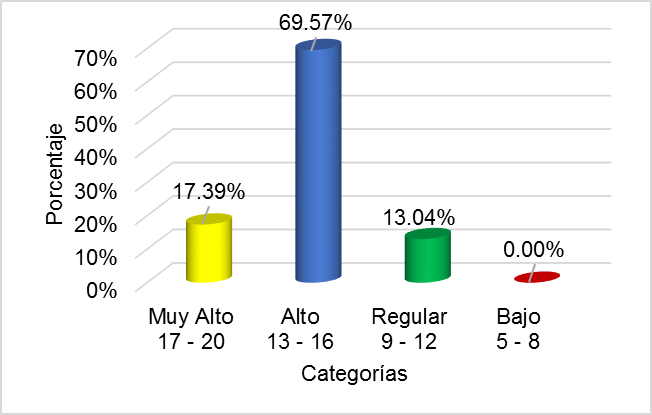 69.57%
70%
60%
50%
40%
30%
20%
10%
0%
Porcentaje
17.39%
13.04%
0.00%
Muy Alto
17 - 20
Alto
13 - 16
Regular
9 - 12
Bajo
5 - 8
Categorías